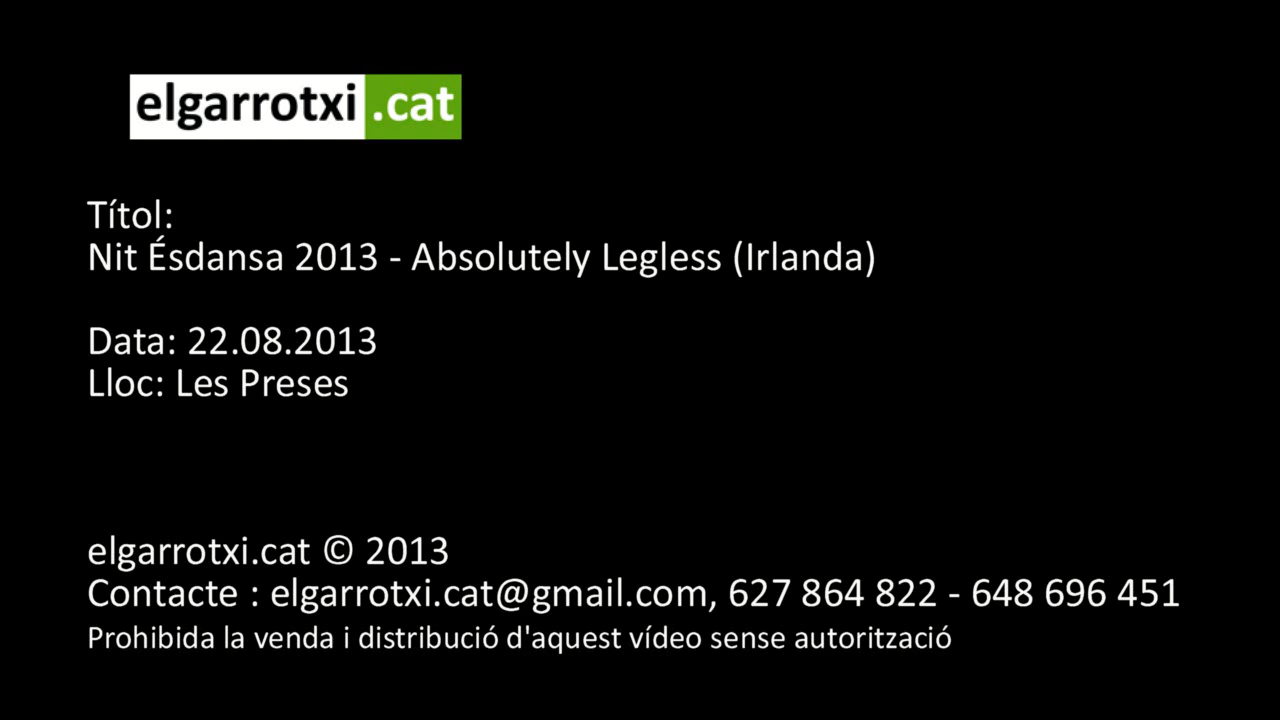 elgarrotxi .cat
Títol:
Nit Ésdansa 2013 - Absolutely Legless (Irlanda)
Data: 22.08.2013
Lloc: Les Preses
elgarrotxi.cat © 2013
Contacte : elgarrotxi.cat@gmail.com, 627 864 822 - 648 696 451
Prohibida la venda i distribució d'aquest vídeo sense autorització